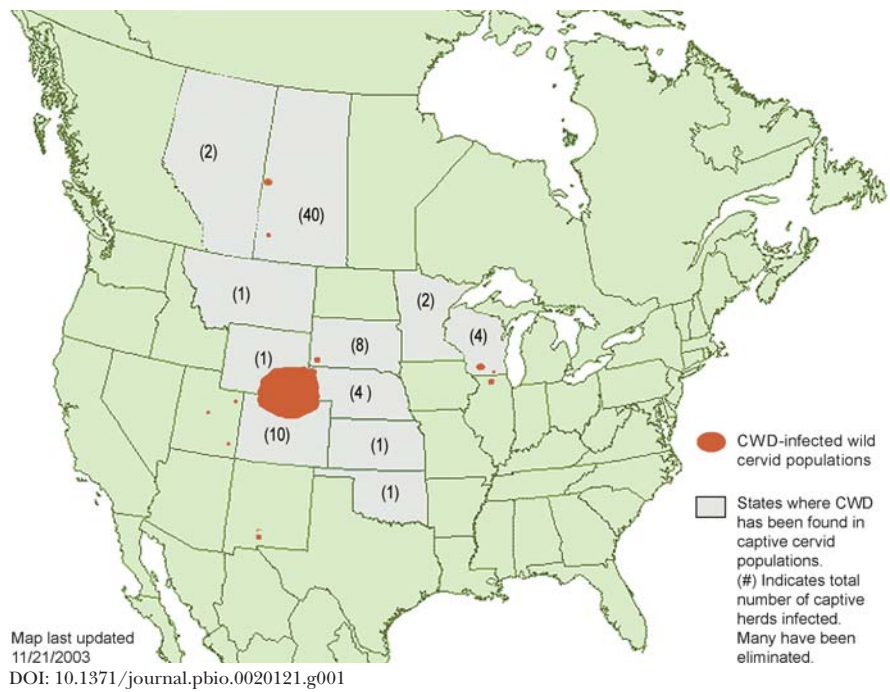 (2)
(40)
(1)
(2)
(4)
(8)
(1)
(4 )
(10)
(1)
(1)
CWD-infected wild
cervid populations
States where CWD
has been found in
captive cervid
populations.
(#) Indicates total
number of captive
herds infected.
Many have been
eliminated.
Map last updated
11/21/2003
DOI: 10.1371/journal.pbio.0020121.g001